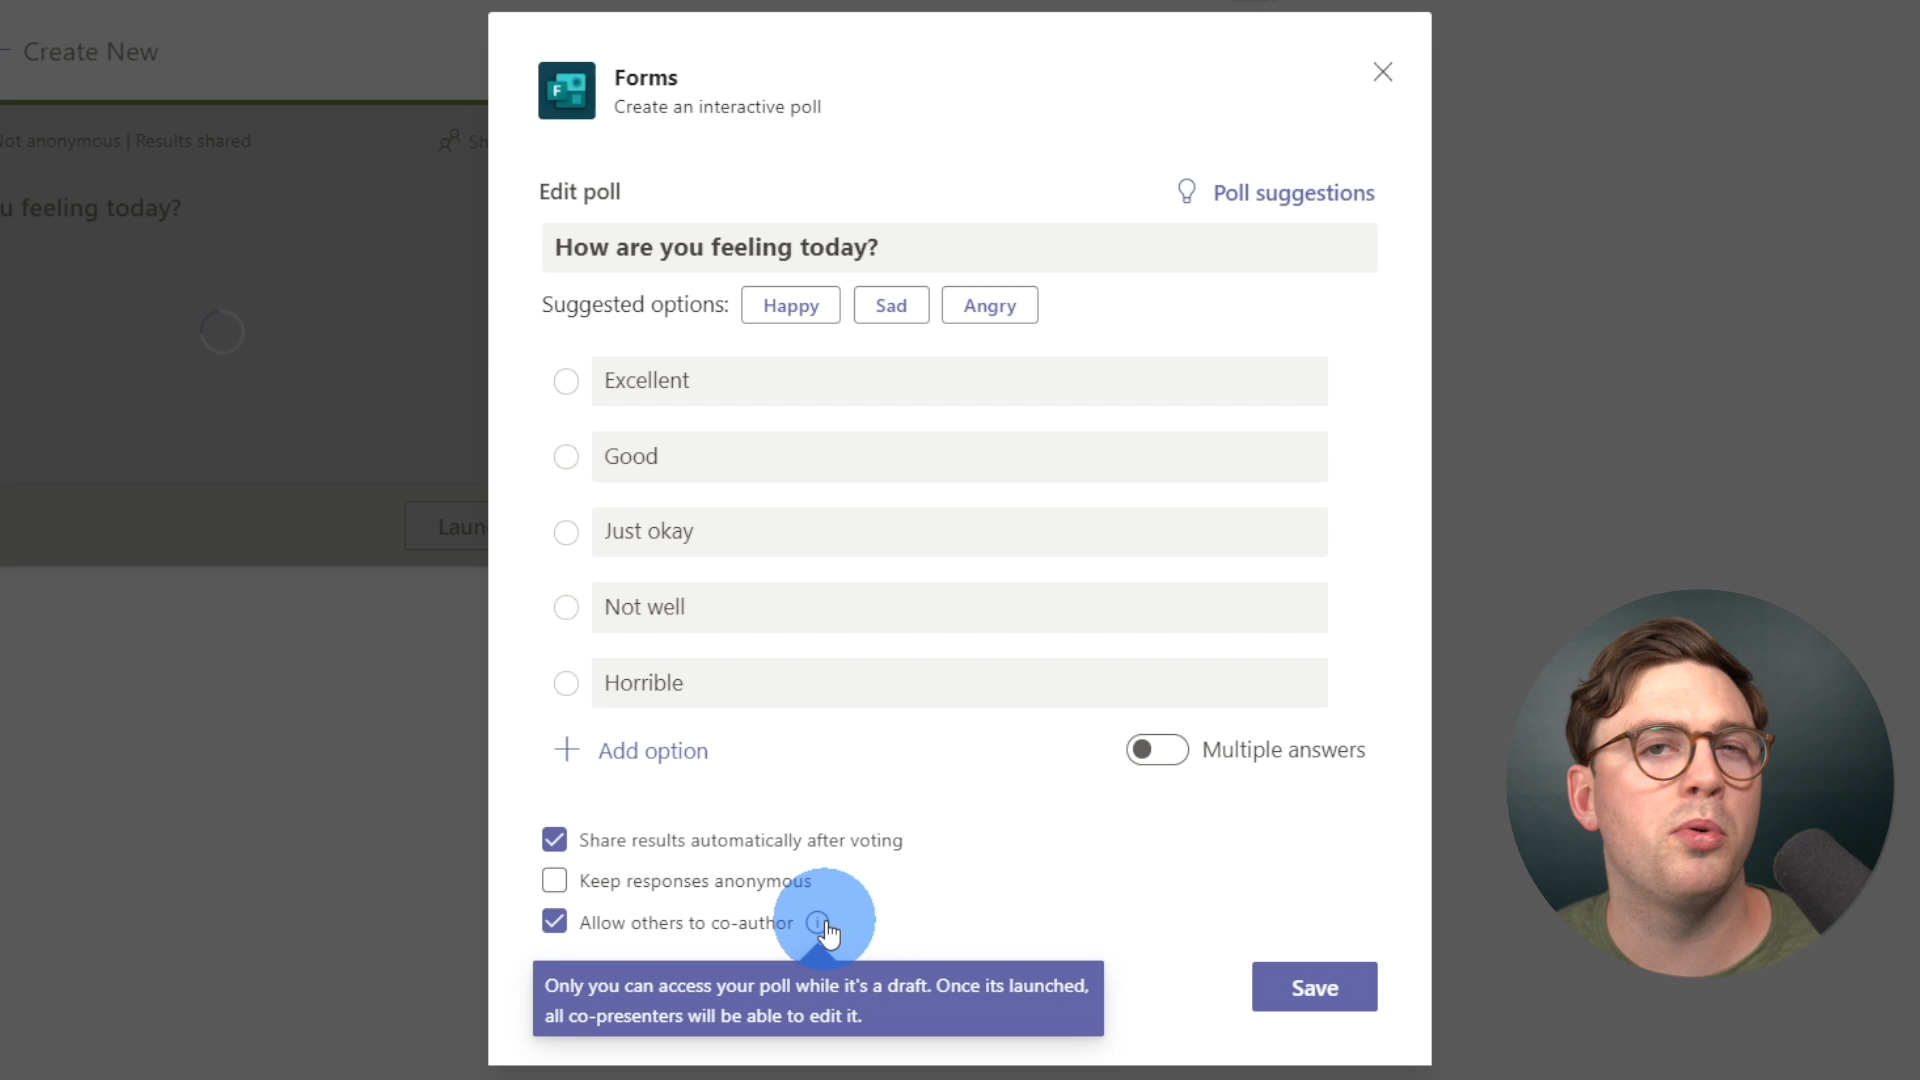 Create New
Not anonymous | Results shared
u feeling today?
Forms
Create an interactive poll
Edit poll
Poll suggestions
How are you feeling today?
Suggested options: Happy Sad Angry
Excellent
Good
Just okay
Not well
Horrible
Add option
Multiple answers
Share results automatically after voting
Keep responses anonymous
Allow others to co-author
Only you can access your poll while it's a draft. Once its launched,
all co-presenters will be able to edit it.
Save